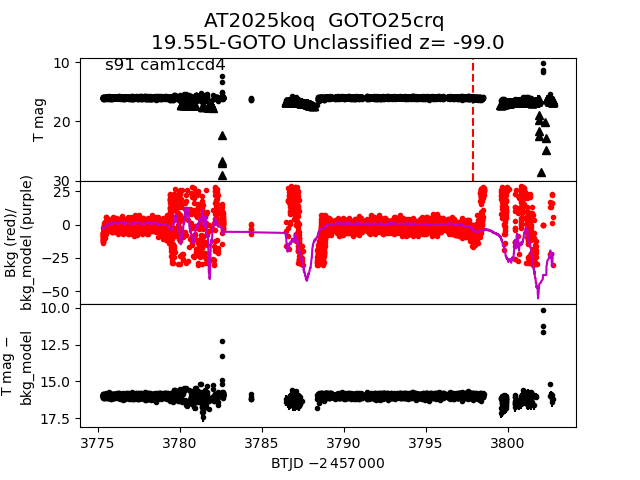 AT2025koq  GOTO25crq
19.55L-GOTO Unclassified z= -99.0
s91 cam1ccd4
T mag
10
20
30
Bkg (red)/
bkg_model (purple)
25
0
−25
−50
T mag −
bkg_model
10.0
12.5
15.0
17.5
3775 3780 3785 3790 3795 3800
BTJD −2 457 000